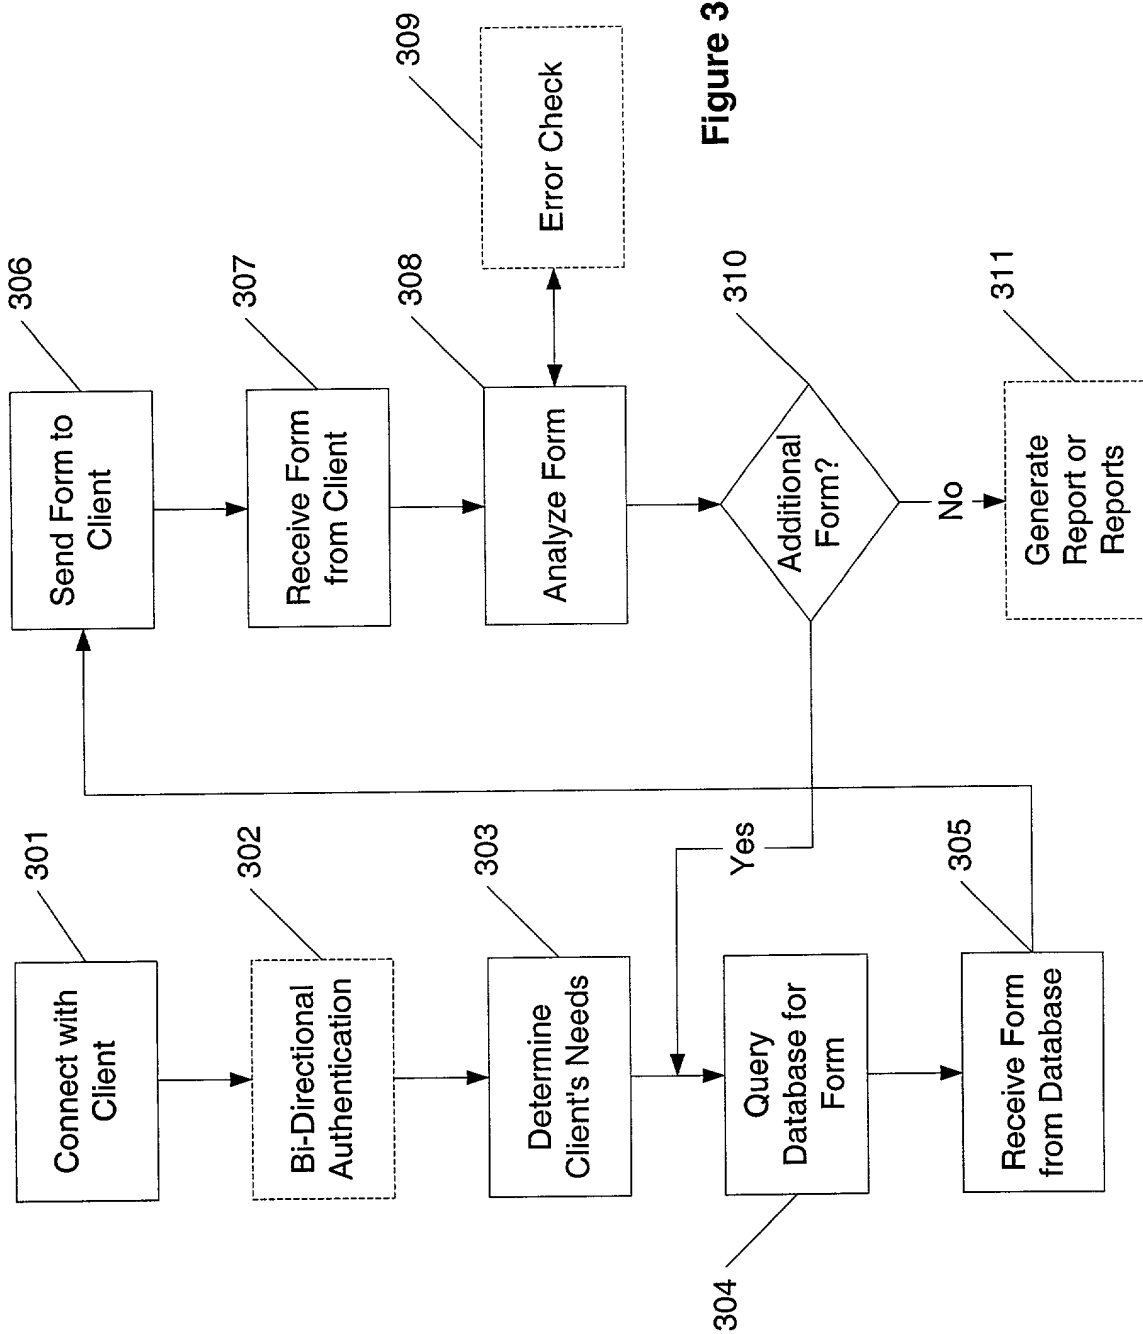 301
Connect with
Client
302
Bi-Directional
Authentication
303
Determine
Client's Needs
304
Query
Database for
Form
Yes
305
Receive Form
from Database
306
Send Form to
Client
307
Receive Form
from Client
308
Analyze Form
309
Error Check
310
Additional
Form?
No
311
Generate
Report or
Reports
Figure 3